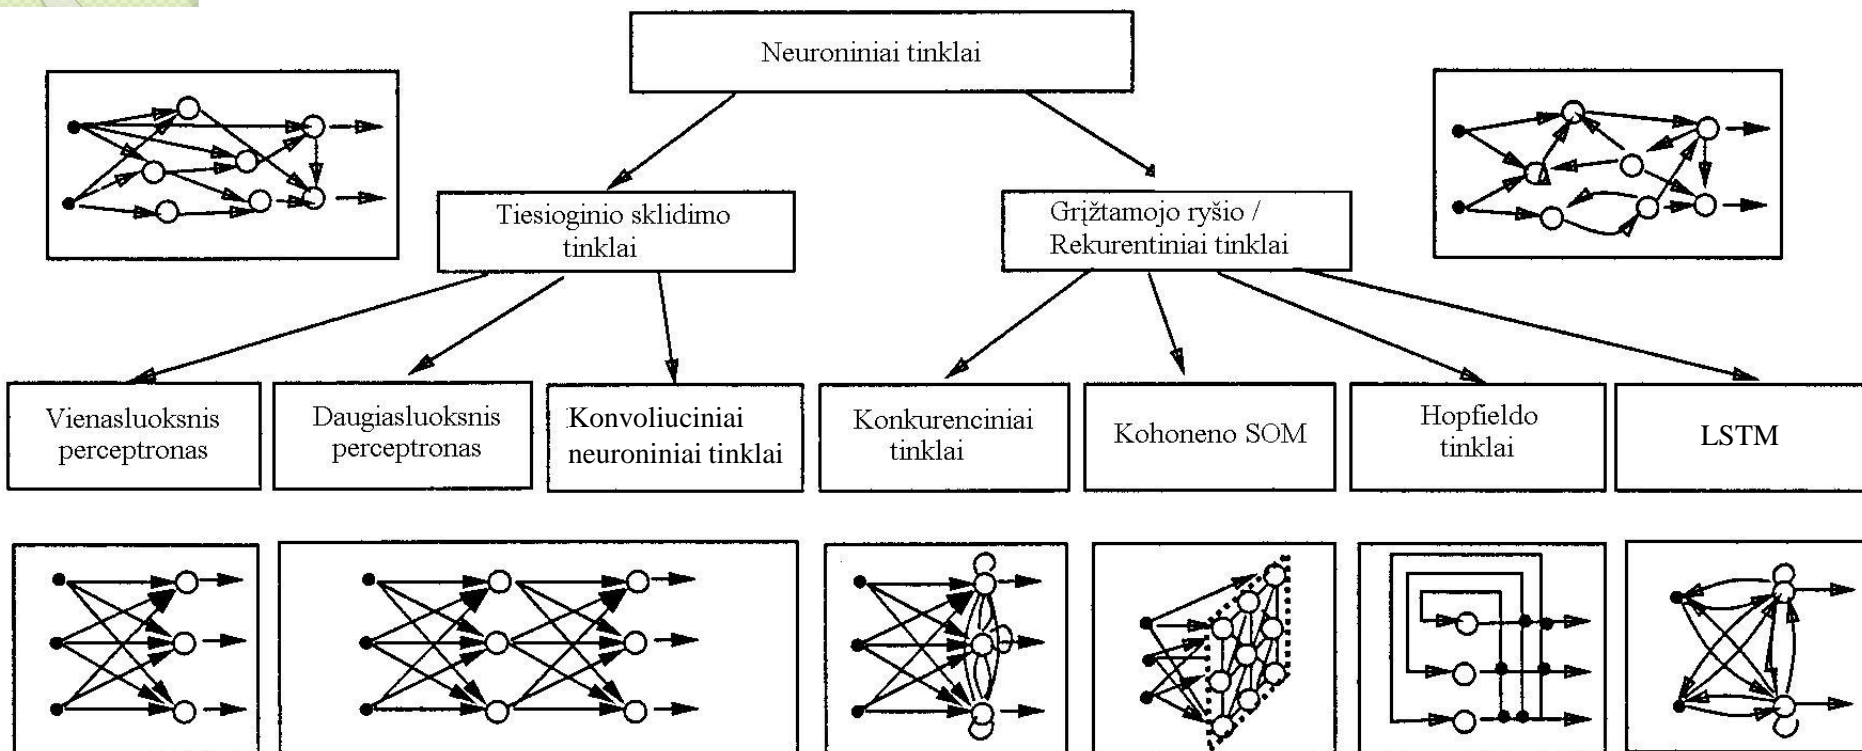 Neuroniniai tinklai
Tiesioginio sklidimo
tinklai
Grįžtamojo ryšio /
Rekurentiniai tinklai
Vienasluoksnis
perceptronas
Daugiasluoksnis
perceptronas
Konvoliuciniai
neuroniniai tinklai
Konkurenciniai
tinklai
Kohoneno SOM
Hopfieldo
tinklai
LSTM